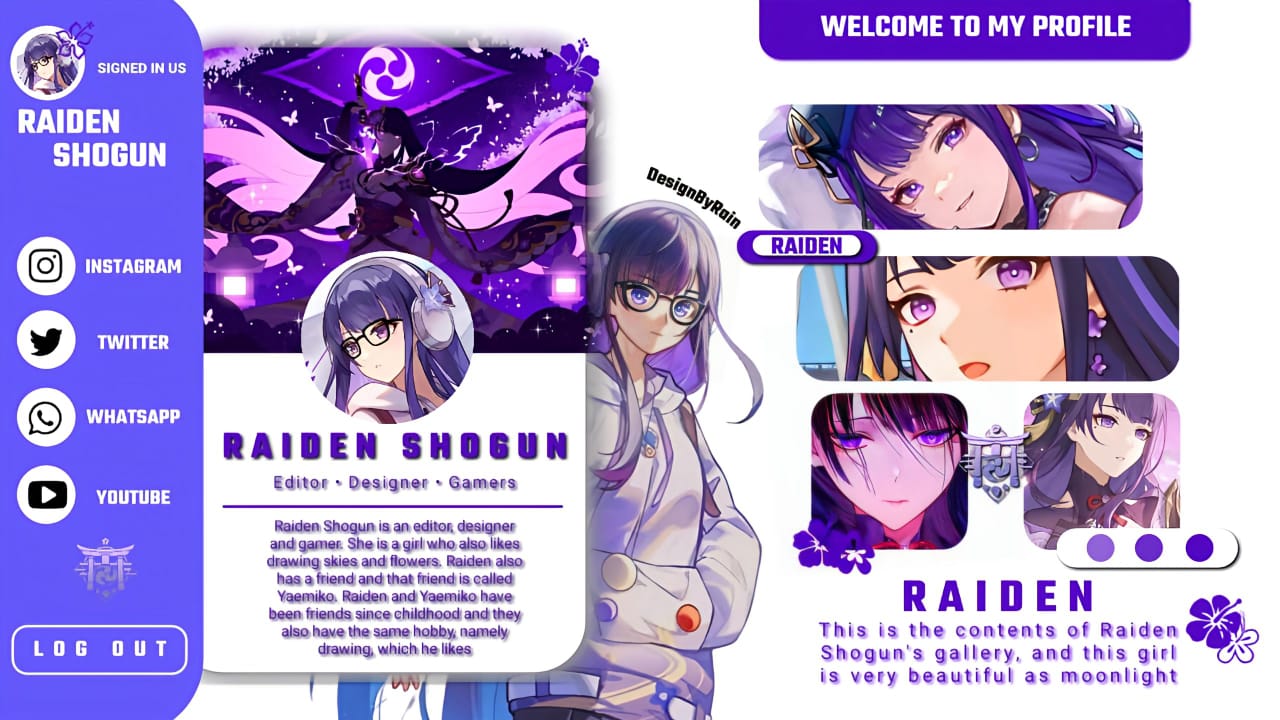 SIGNED IN US
RAIDEN
SHOGUN
INSTAGRAM
TWITTER
WHATSAPP
YOUTUBE
LOG OUT
RAIDEN SHOGUN
Editor • Designer • Gamers
Raiden Shogun is an editor, designer
and gamer. She is a girl who also likes
drawing skies and flowers. Raiden also
has a friend and that friend is called
Yaemiko. Raiden and Yaemiko have
been friends since childhood and they
also have the same hobby, namely
drawing, which he likes
DesignByRain
WELCOME TO MY PROFILE
RAIDEN
RAIDEN
This is the contents of Raiden
Shogun's gallery, and this girl
is very beautiful as moonlight